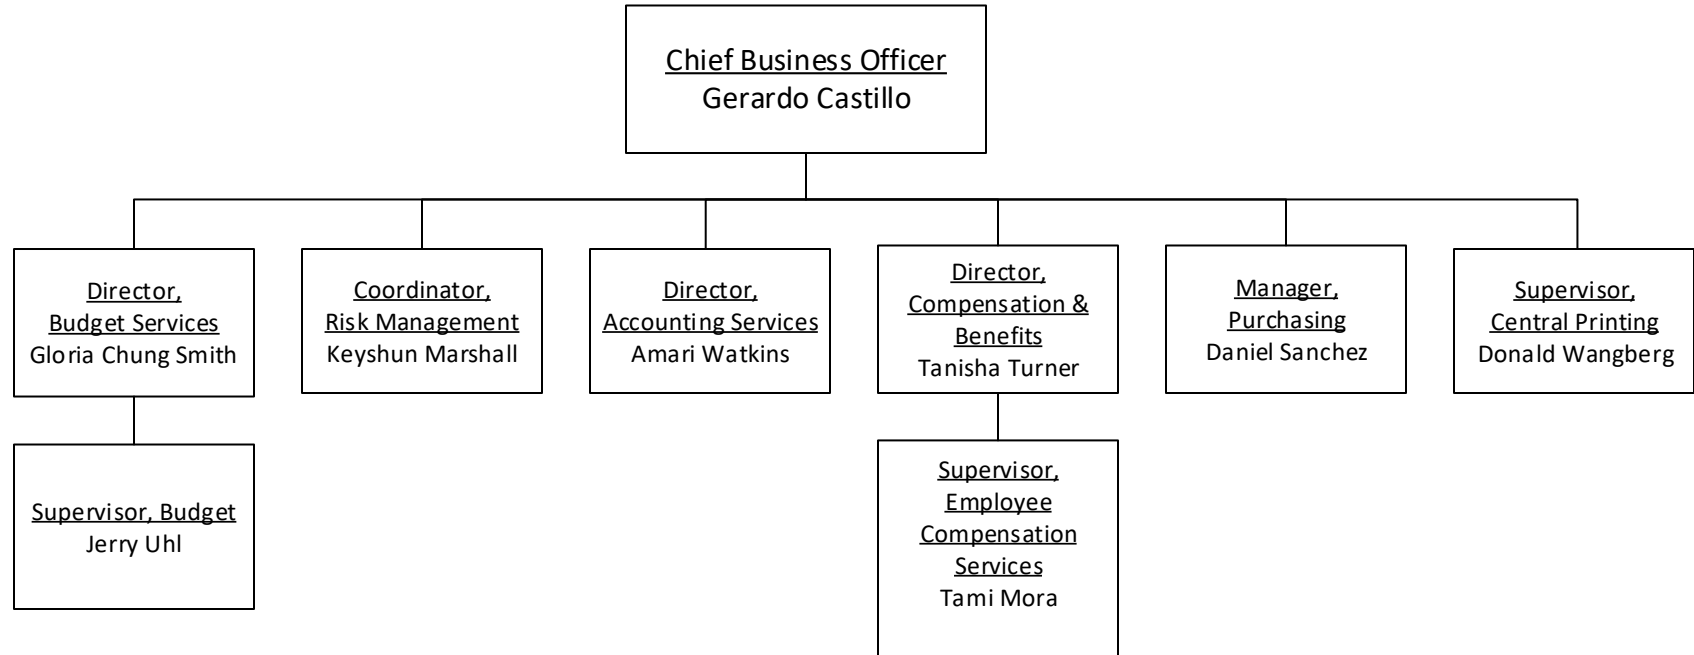 Chief Business Officer
Gerardo Castillo
Director,
Budget Services
Gloria Chung Smith
Coordinator,
Risk Management
Keyshun Marshall
Director,
Accounting Services
Amari Watkins
Director,
Compensation &
Benefits
Tanisha Turner
Manager,
Purchasing
Daniel Sanchez
Supervisor,
Central Printing
Donald Wangberg
Supervisor, Budget
Jerry Uhl
Supervisor,
Employee
Compensation
Services
Tami Mora